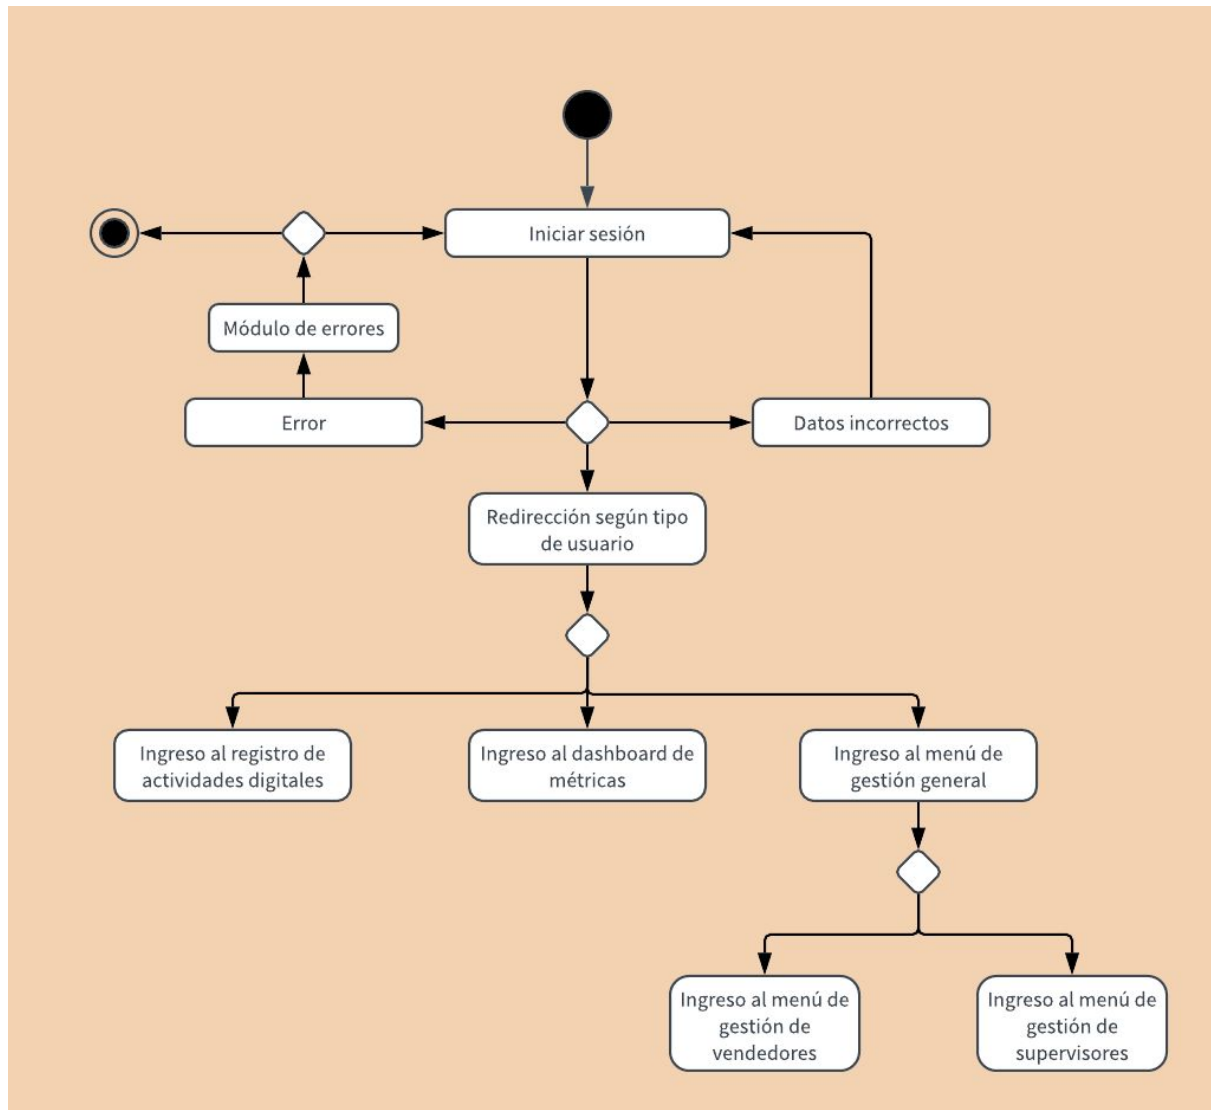 Iniciar sesión
Módulo de errores
Error
Datos incorrectos
Redirección según tipo
de usuario
Ingreso al registro de
actividades digitales
Ingreso al dashboard de
métricas
Ingreso al menú de
gestión general
Ingreso al menú de
gestión de
vendedores
Ingreso al menú de
gestión de
supervisores